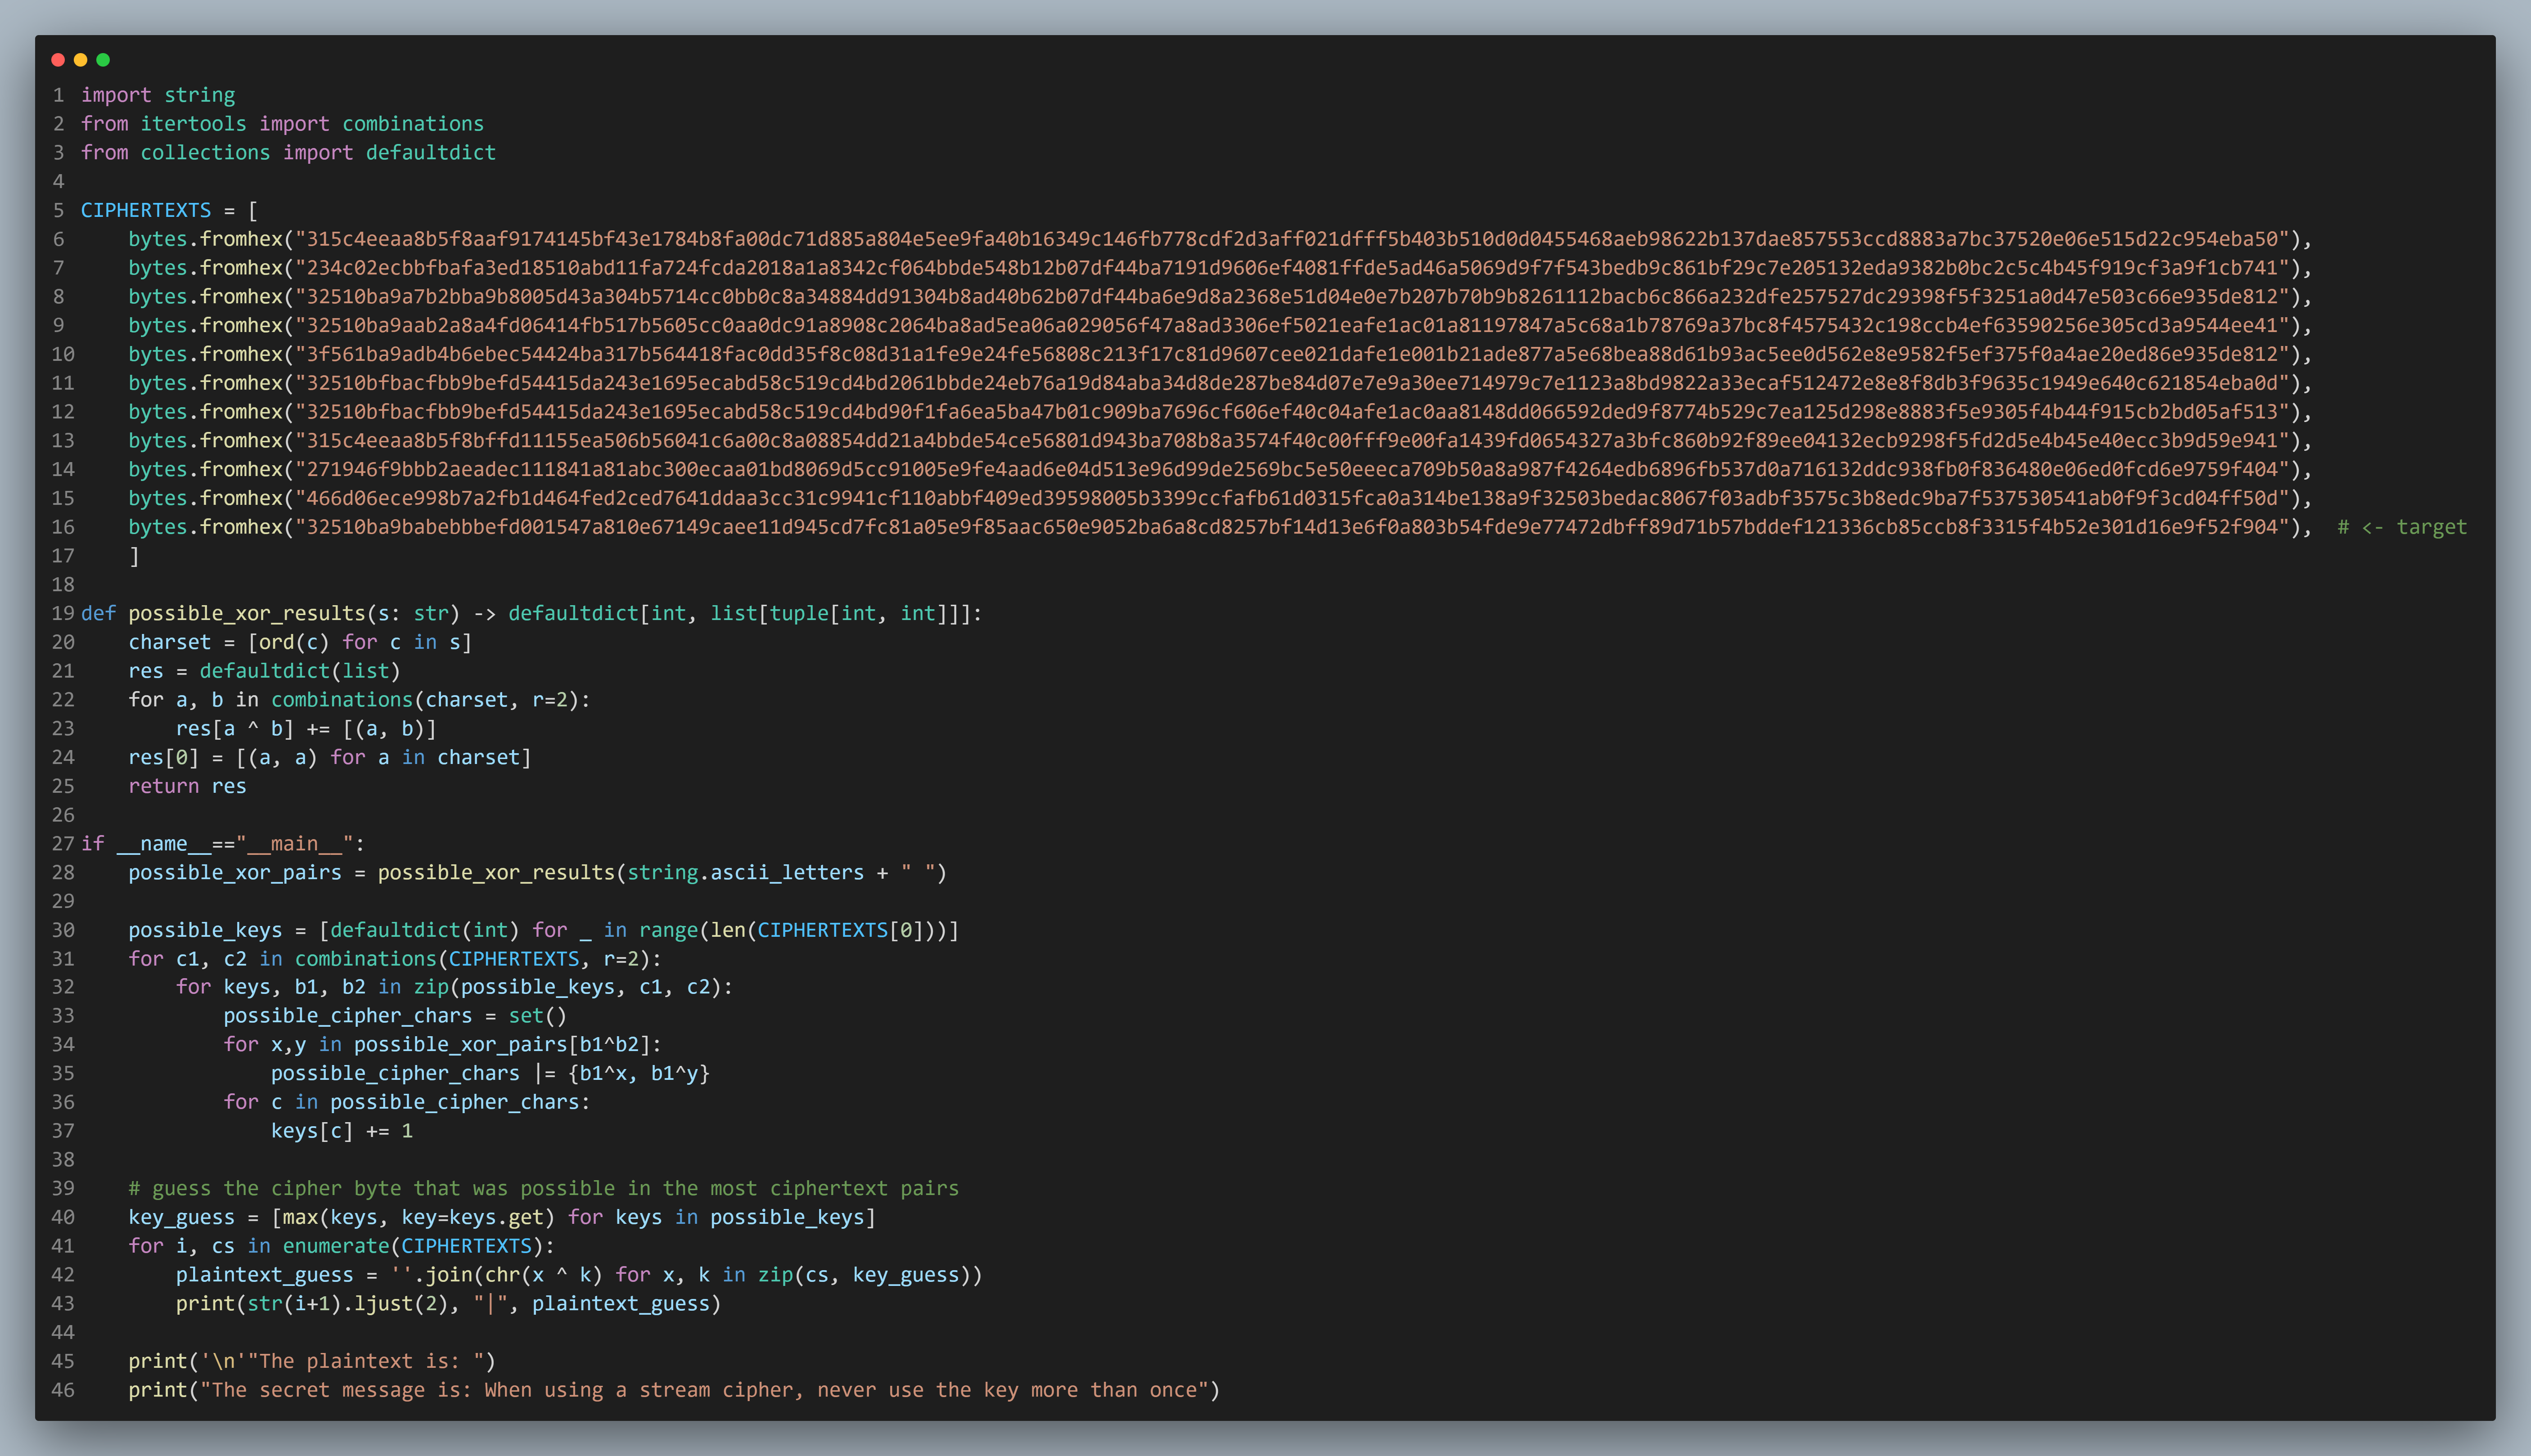 1 import string
2 from itertools import combinations
3 from collections import defaultdict
4
5 CIPHERTEXTS = [
6     bytes.fromhex("315c4eeaa8b5f8aaf9174145bf43e1784b8fa00dc71d885a804e5ee9fa40b16349c146fb778cdf2d3aff021dfff5b403b510d0d0455468aeb98622b137dae857553ccd8883a7bc37520e06e515d22c954eba50"),
7     bytes.fromhex("234c02ecbbfbafa3ed18510abd11fa724fcda2018a1a8342cf064bbde548b12b07df44ba7191d9606ef4081ffde5ad46a5069d9f7f543bedb9c861bf29c7e205132eda9382b0bc2c5c4b45f919cf3a9f1cb741"),
8     bytes.fromhex("32510ba9a7b2bba9b8005d43a304b5714cc0bb0c8a34884dd91304b8ad40b62b07df44ba6e9d8a2368e51d04e0e7b207b70b9b8261112bacb6c866a232dfe257527dc29398f5f3251a0d47e503c66e935de812"),
9     bytes.fromhex("32510ba9aab2a8a4fd06414fb517b5605cc0aa0dc91a8908c2064ba8ad5ea06a029056f47a8ad3306ef5021eafe1ac01a81197847a5c68a1b78769a37bc8f4575432c198ccb4ef63590256e305cd3a9544ee41"),
10     bytes.fromhex("3f561ba9adb4b6ebec54424ba317b564418fac0dd35f8c08d31a1fe9e24fe56808c213f17c81d9607cee021dafe1e001b21ade877a5e68bea88d61b93ac5ee0d562e8e9582f5ef375f0a4ae20ed86e935de812"),
11     bytes.fromhex("32510bfbacfbb9befd54415da243e1695ecabd58c519cd4bd2061bbde24eb76a19d84aba34d8de287be84d07e7e9a30ee714979c7e1123a8bd9822a33ecaf512472e8e8f8db3f9635c1949e640c621854eba0d"),
12     bytes.fromhex("32510bfbacfbb9befd54415da243e1695ecabd58c519cd4bd90f1fa6ea5ba47b01c909ba7696cf606ef40c04afe1ac0aa8148dd066592ded9f8774b529c7ea125d298e8883f5e9305f4b44f915cb2bd05af513"),
13     bytes.fromhex("315c4eeaa8b5f8bffd11155ea506b56041c6a00c8a08854dd21a4bbde54ce56801d943ba708b8a3574f40c00fff9e00fa1439fd0654327a3bfc860b92f89ee04132ecb9298f5fd2d5e4b45e40ecc3b9d59e941"),
14     bytes.fromhex("271946f9bbb2aeadec111841a81abc300ecaa01bd8069d5cc91005e9fe4aad6e04d513e96d99de2569bc5e50eeeca709b50a8a987f4264edb6896fb537d0a716132ddc938fb0f836480e06ed0fcd6e9759f404"),
15     bytes.fromhex("466d06ece998b7a2fb1d464fed2ced7641ddaa3cc31c9941cf110abbf409ed39598005b3399ccfafb61d0315fca0a314be138a9f32503bedac8067f03adbf3575c3b8edc9ba7f537530541ab0f9f3cd04ff50d"),
16     bytes.fromhex("32510ba9babebbbefd001547a810e67149caee11d945cd7fc81a05e9f85aac650e9052ba6a8cd8257bf14d13e6f0a803b54fde9e77472dbff89d71b57bddef121336cb85ccb8f3315f4b52e301d16e9f52f904"),  # <- target
17     ]
18
19 def possible_xor_results(s: str) -> defaultdict[int, list[tuple[int, int]]]:
20     charset = [ord(c) for c in s]
21     res = defaultdict(list)
22     for a, b in combinations(charset, r=2):
23         res[a ^ b] += [(a, b)]
24     res[0] = [(a, a) for a in charset]
25     return res
26
27 if __name__=="__main__":
28     possible_xor_pairs = possible_xor_results(string.ascii_letters + " ")
29
30     possible_keys = [defaultdict(int) for _ in range(len(CIPHERTEXTS[0]))]
31     for c1, c2 in combinations(CIPHERTEXTS, r=2):
32         for keys, b1, b2 in zip(possible_keys, c1, c2):
33             possible_cipher_chars = set()
34             for x,y in possible_xor_pairs[b1^b2]:
35                 possible_cipher_chars |= {b1^x, b1^y}
36             for c in possible_cipher_chars:
37                 keys[c] += 1
38
39     # guess the cipher byte that was possible in the most ciphertext pairs
40     key_guess = [max(keys, key=keys.get) for keys in possible_keys]
41     for i, cs in enumerate(CIPHERTEXTS):
42         plaintext_guess = ''.join(chr(x ^ k) for x, k in zip(cs, key_guess))
43         print(str(i+1).ljust(2), "|", plaintext_guess)
44
45     print('\n'"The plaintext is: ")
46     print("The secret message is: When using a stream cipher, never use the key more than once")